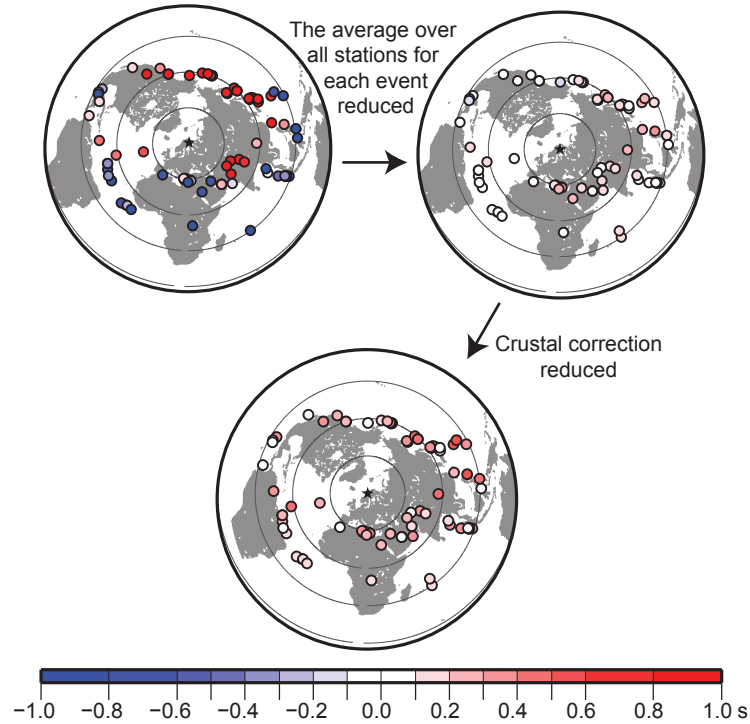 The average over
all stations for
each event
reduced
Crustal correction
reduced
−1.0 −0.8 −0.6 −0.4 −0.2 0.0 0.2 0.4 0.6 0.8 1.0 s